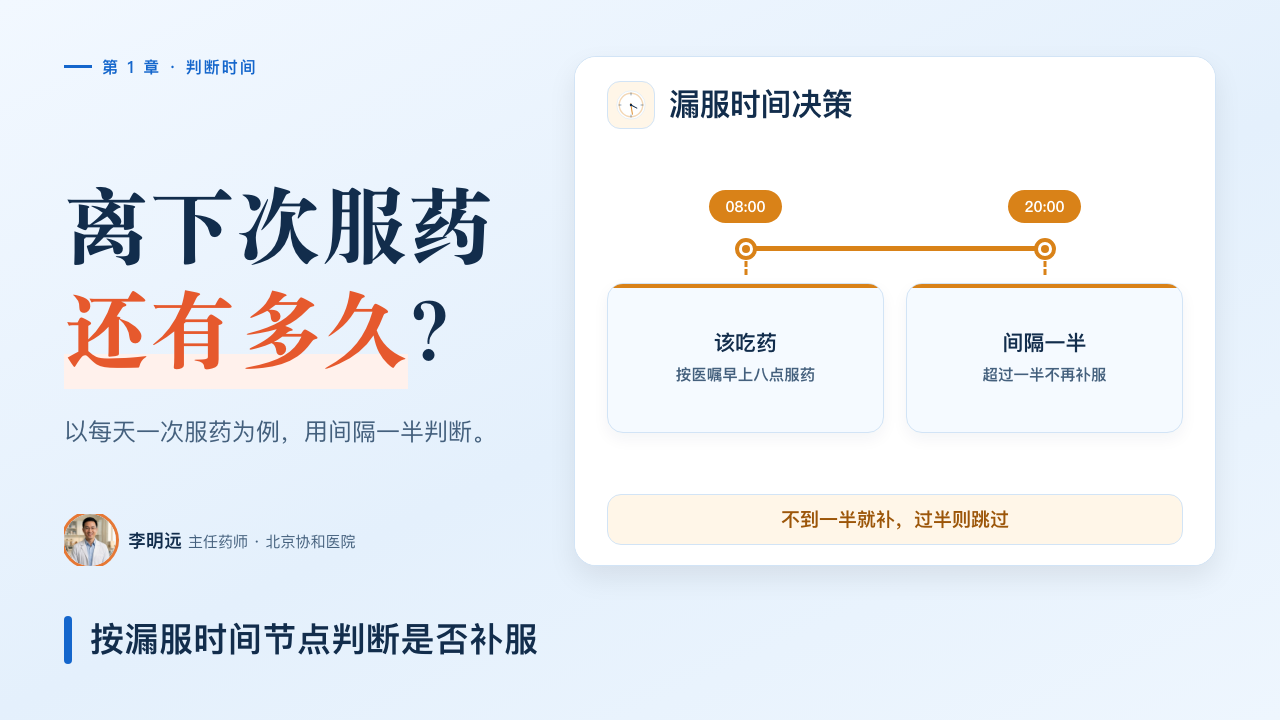 第 1 章 · 判断时间
离下次服药
还有多久?
以每天一次服药为例，用间隔一半判断。
李明远 主任药师 · 北京协和医院
按漏服时间节点判断是否补服
漏服时间决策
08:00
20:00
该吃药
按医嘱早上八点服药
间隔一半
超过一半不再补服
不到一半就补，过半则跳过